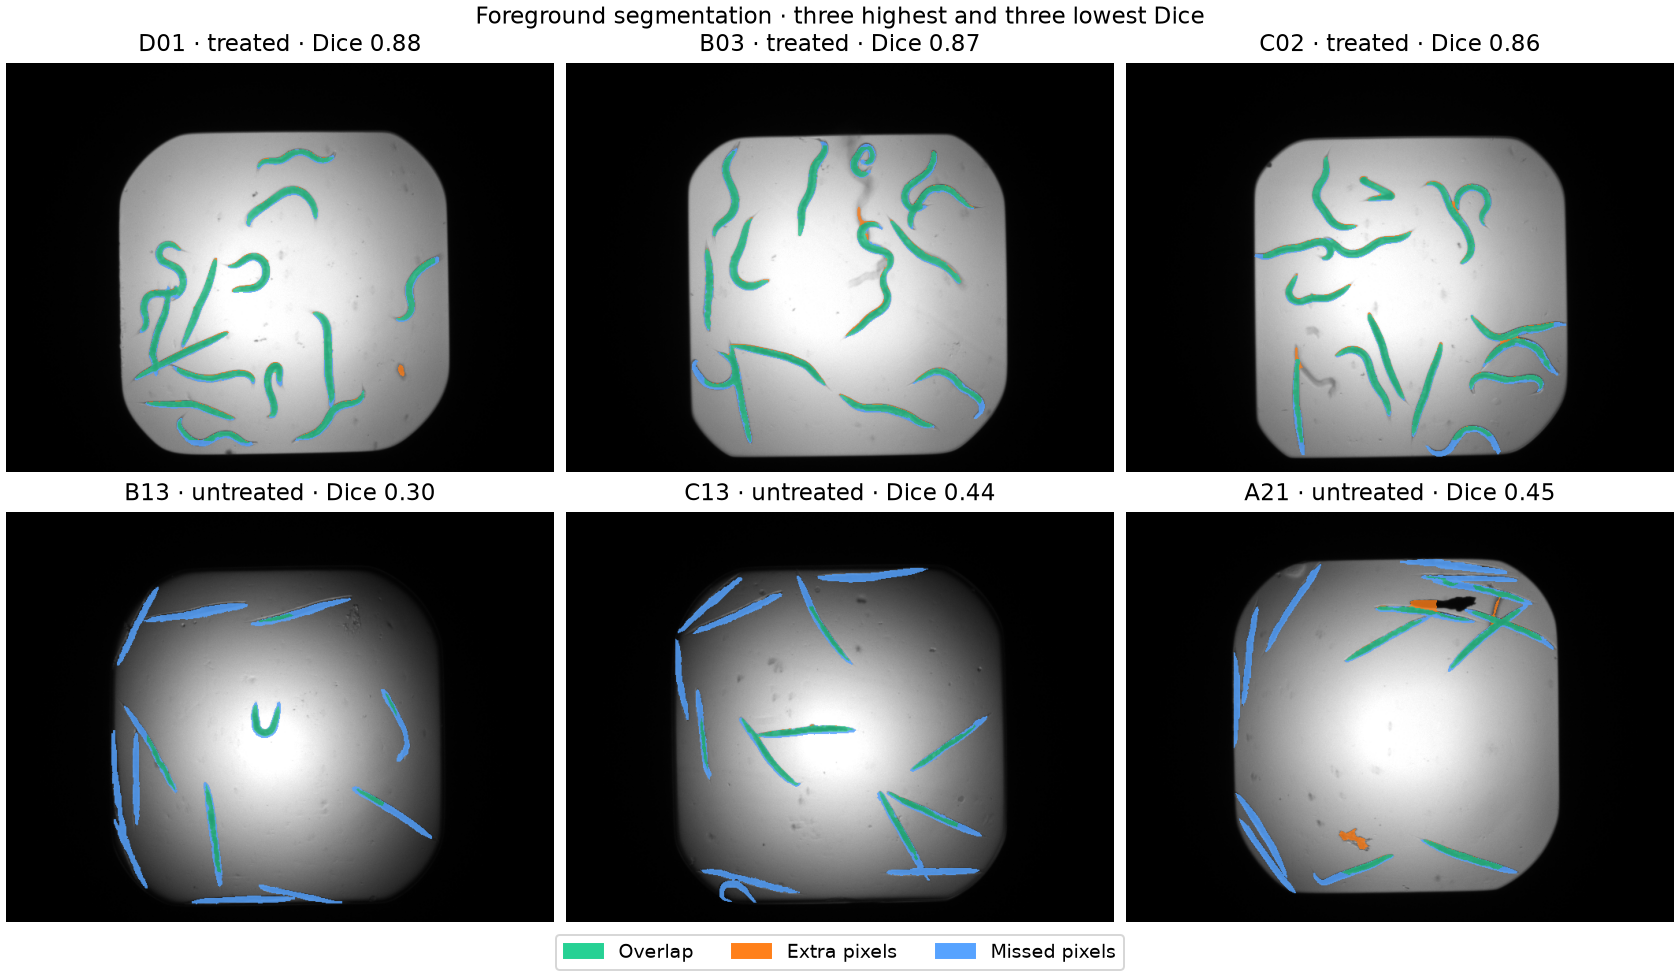 Foreground segmentation · three highest and three lowest Dice
D01 · treated · Dice 0.88
B03 · treated · Dice 0.87
C02 · treated · Dice 0.86
B13 · untreated · Dice 0.30
C13 · untreated · Dice 0.44
A21 · untreated · Dice 0.45
Overlap
Extra pixels
Missed pixels